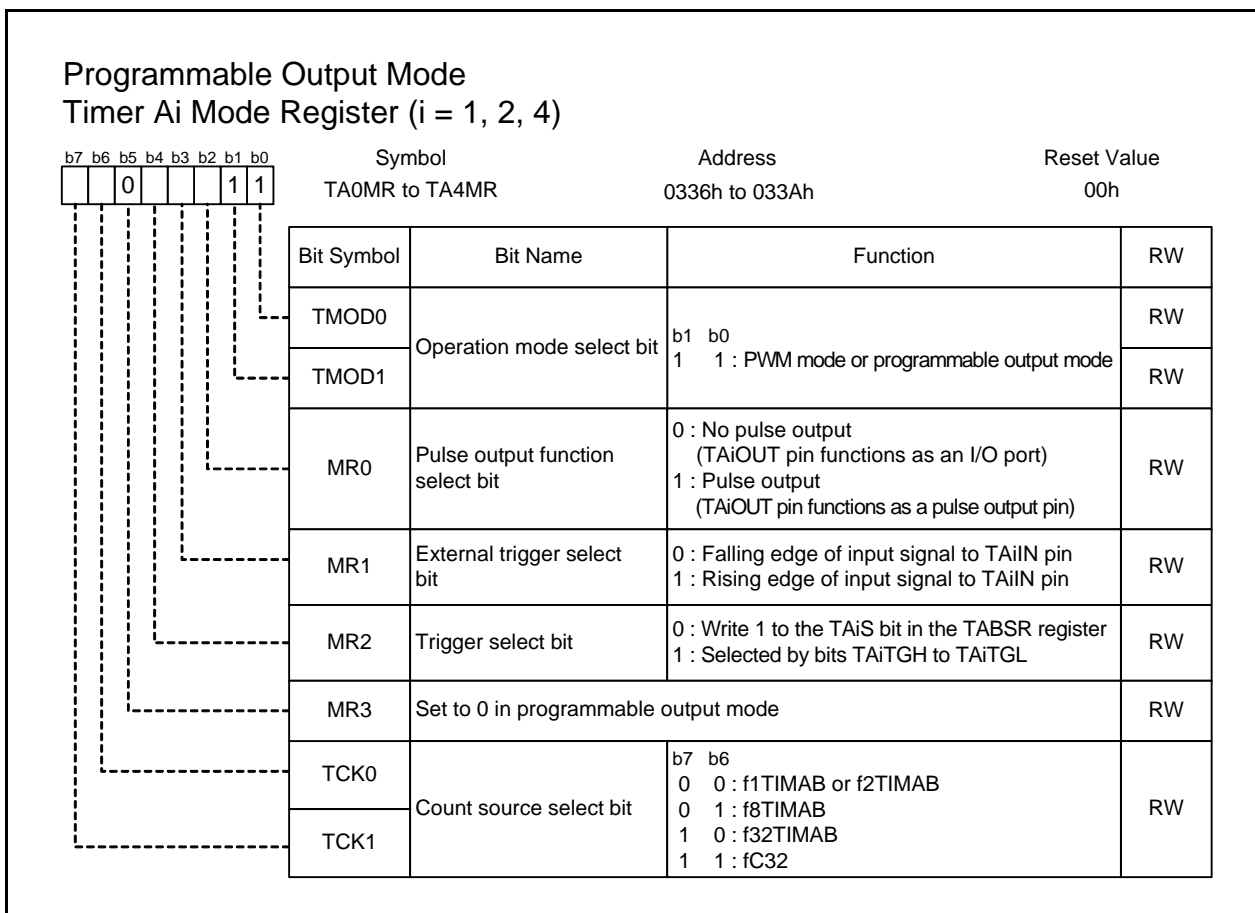 Programmable Output Mode
Timer Ai Mode Register (i = 1, 2, 4)
b7 b6 b5 b4 b3 b2 b1 b0
0 1 1
Symbol Address Reset Value
TA0MR to TA4MR 0336h to 033Ah 00h
Bit Symbol Bit Name Function RW
TMOD0 RW
Operation mode select bit
b1 b0
1 1 : PWM mode or programmable output mode
TMOD1 RW
MR0
Pulse output function
select bit
0 : No pulse output
(TAiOUT pin functions as an I/O port)
1 : Pulse output
(TAiOUT pin functions as a pulse output pin)
RW
MR1
External trigger select
bit
0 : Falling edge of input signal to TAiIN pin
1 : Rising edge of input signal to TAiIN pin
RW
MR2
Trigger select bit
0 : Write 1 to the TAiS bit in the TABSR register
1 : Selected by bits TAiTGH to TAiTGL
RW
MR3 Set to 0 in programmable output mode RW
TCK0
TCK1
Count source select bit
b7 b6
0 0 : f1TIMAB or f2TIMAB
0 1 : f8TIMAB
1 0 : f32TIMAB
1 1 : fC32
RW